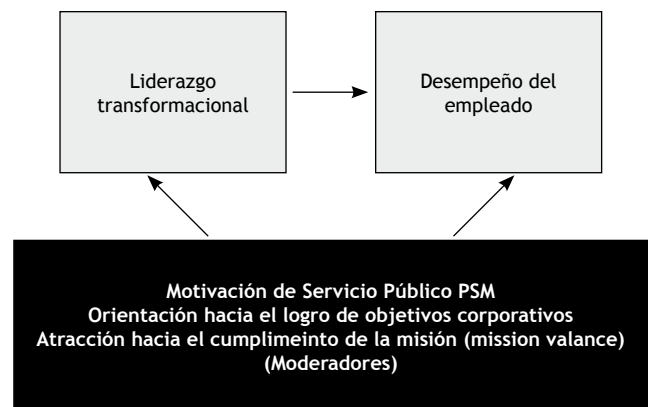 Liderazgo
transformacional
Desempeño del
empleado
Motivación de Servicio Público PSM
Orientación hacia el logro de objetivos corporativos
Atracción hacia el cumplimeinto de la misión (mission valance)
(Moderadores)